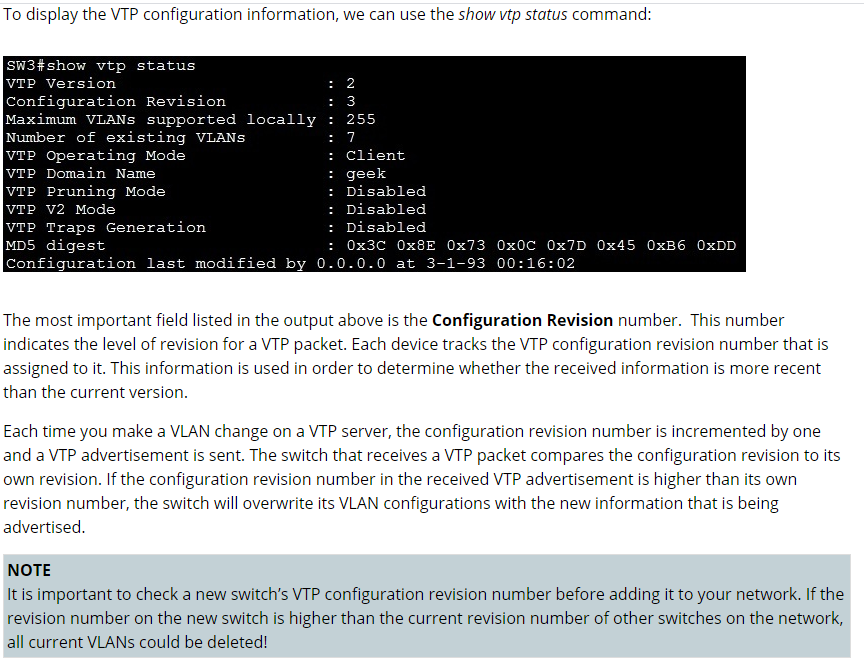 To display the VTP configuration information, we can use the show vtp status command:
SW3#show vtp status
VTP Version                     : 2
Configuration Revision          : 3
Maximum VLANs supported locally : 255
Number of existing VLANs        : 7
VTP Operating Mode              : Client
VTP Domain Name                 : geek
VTP Pruning Mode                : Disabled
VTP V2 Mode                     : Disabled
VTP Traps Generation            : Disabled
MD5 digest                      : 0x3C 0x8E 0x73 0x0C 0x7D 0x45 0xB6 0xDD
Configuration last modified by 0.0.0.0 at 3-1-93 00:16:02
The most important field listed in the output above is the Configuration Revision number.  This number
indicates the level of revision for a VTP packet. Each device tracks the VTP configuration revision number that is
assigned to it. This information is used in order to determine whether the received information is more recent
than the current version.
Each time you make a VLAN change on a VTP server, the configuration revision number is incremented by one
and a VTP advertisement is sent. The switch that receives a VTP packet compares the configuration revision to its
own revision. If the configuration revision number in the received VTP advertisement is higher than its own
revision number, the switch will overwrite its VLAN configurations with the new information that is being
advertised.
NOTE
It is important to check a new switch’s VTP configuration revision number before adding it to your network. If the
revision number on the new switch is higher than the current revision number of other switches on the network,
all current VLANs could be deleted!